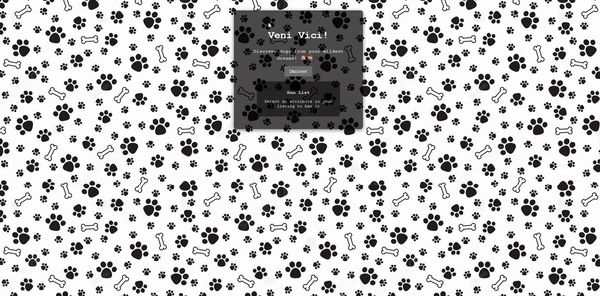 Veni Vici!
Discover dogs from your wildest
dreams!
Discover!
Ban List
Select an attribute in your
listing to ban it